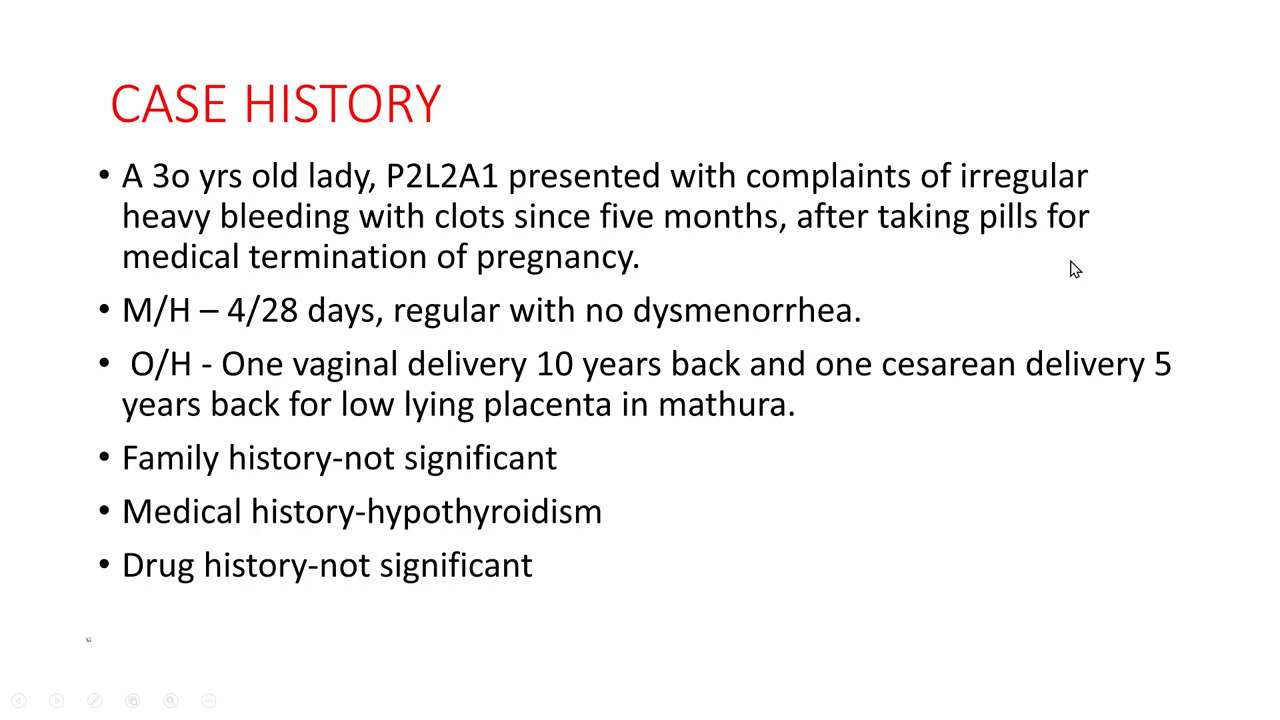 CASE HISTORY
• A 3o yrs old lady, P2L2A1 presented with complaints of irregular
heavy bleeding with clots since five months, after taking pills for
medical termination of pregnancy.
• M/H – 4/28 days, regular with no dysmenorrhea.
• O/H - One vaginal delivery 10 years back and one cesarean delivery 5
years back for low lying placenta in mathura.
• Family history-not significant
• Medical history-hypothyroidism
• Drug history-not significant